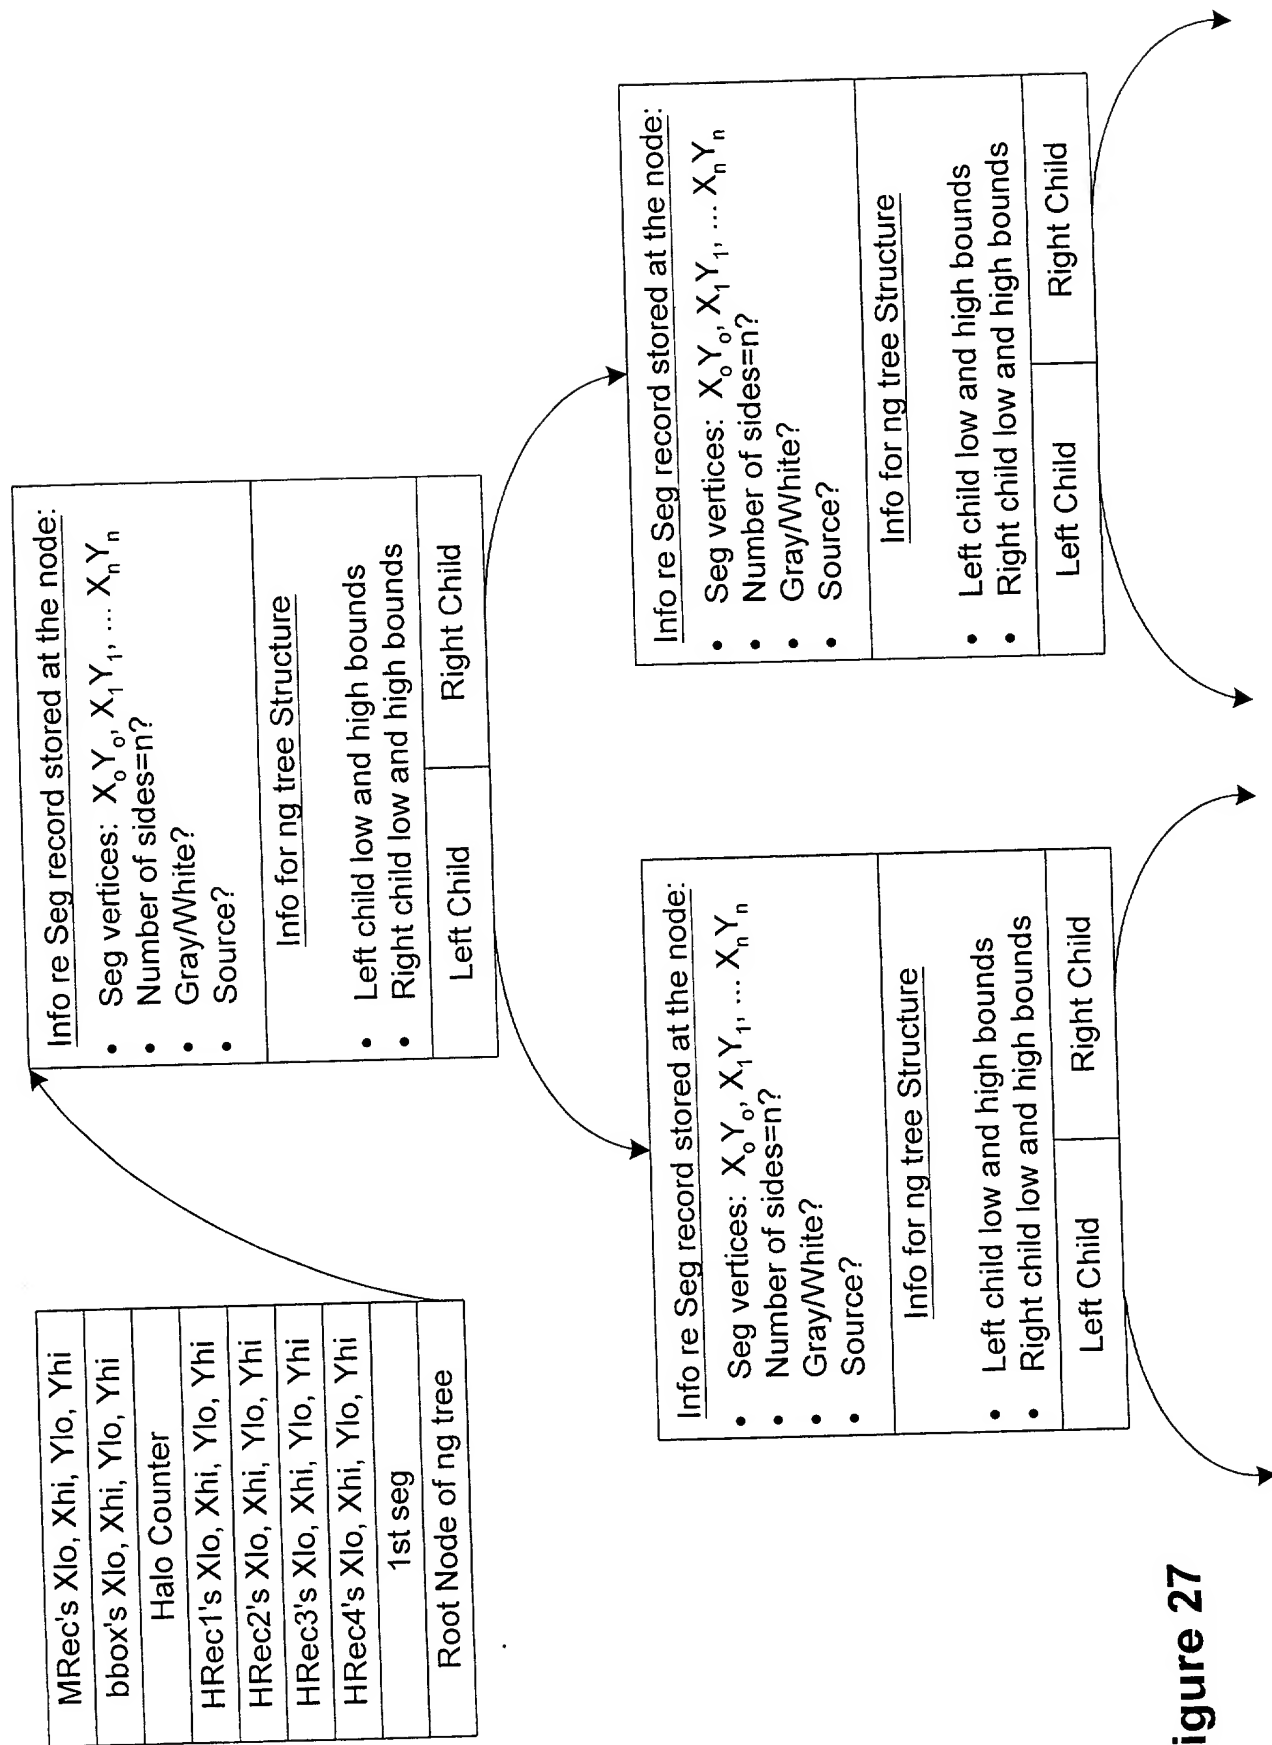 MRec's Xlo, Xhi, Ylo, Yhi
bbox's Xlo, Xhi, Ylo, Yhi
Halo Counter
HRec1's Xlo, Xhi, Ylo, Yhi
HRec2's Xlo, Xhi, Ylo, Yhi
HRec3's Xlo, Xhi, Ylo, Yhi
HRec4's Xlo, Xhi, Ylo, Yhi
1st seg
Root Node of ng tree
Info re Seg record stored at the node:
• Seg vertices: XoYo, X1Y1, ... XnYn
• Number of sides=n?
• Gray/White?
• Source?
Info for ng tree Structure
• Left child low and high bounds
• Right child low and high bounds
Left Child
Right Child
Info re Seg record stored at the node:
• Seg vertices: XoYo, X1Y1, ... XnYn
• Number of sides=n?
• Gray/White?
• Source?
Info for ng tree Structure
• Left child low and high bounds
• Right child low and high bounds
Left Child
Right Child
Info re Seg record stored at the node:
• Seg vertices: XoYo, X1Y1, ... XnYn
• Number of sides=n?
• Gray/White?
• Source?
Info for ng tree Structure
• Left child low and high bounds
• Right child low and high bounds
Left Child
Right Child
igure 27